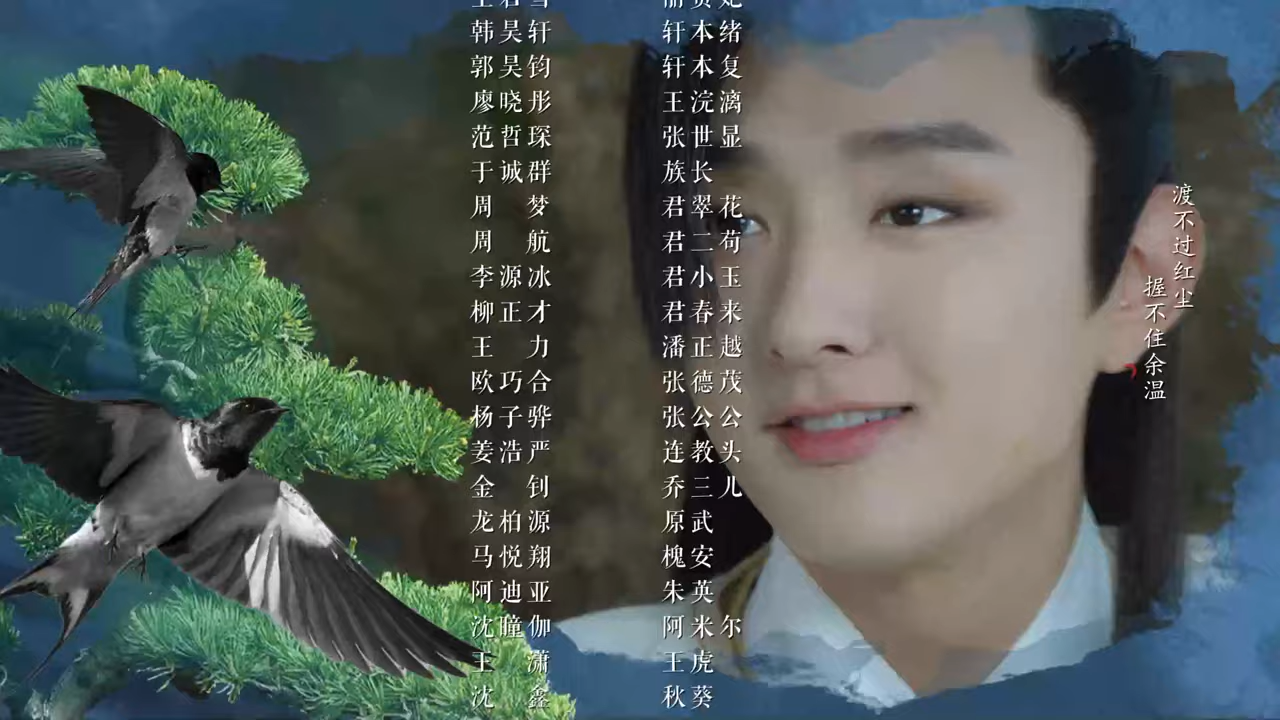 韩昊轩 轩本绪
郭昊钧 轩本复
廖晓彤 王浣漓
范哲琛 张世显
于诚群 族长
周梦 君翠花
周航 君二苟
李源冰 君小玉
柳正才 君春来
王力 潘正越
欧巧合 张德茂
杨子骅 张公公
姜浩严 连教头
金钊 乔三儿
龙柏源 原武
马悦翔 槐安
阿迪亚 朱英
沈瞳伽 阿米尔
王潇 王虎
沈鑫 秋葵
渡不过红尘
握不住余温